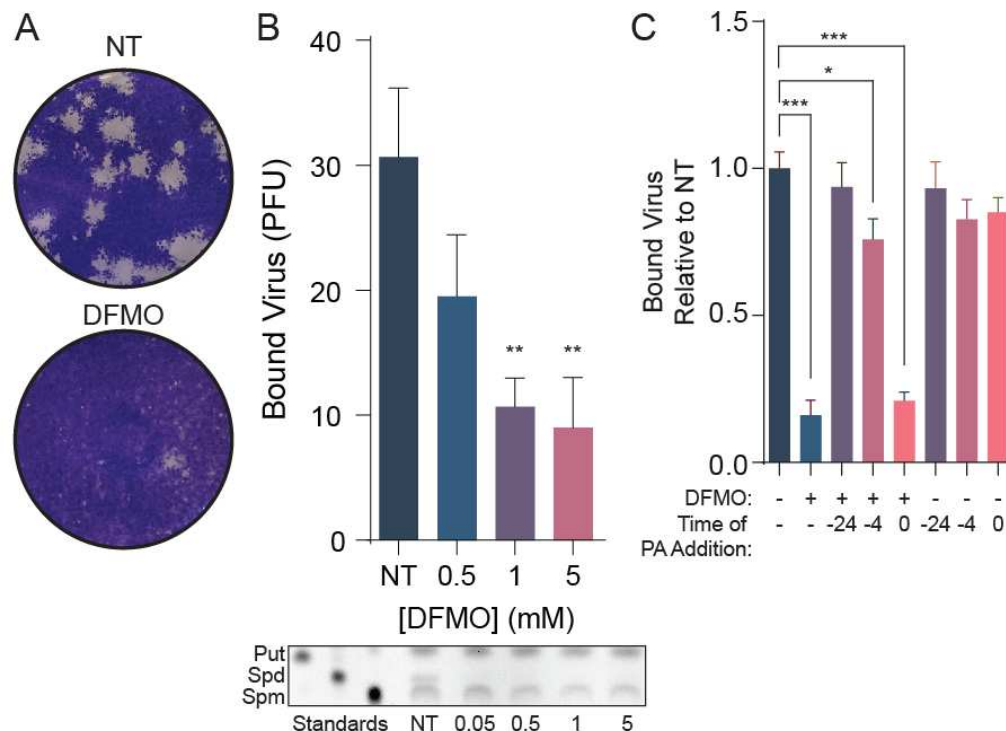 A
NT
DFMO
B
Bound Virus (PFU)
40
30
20
10
0
**
**
NT 0.5 1 5
[DFMO] (mM)
Put
Spd
Spm
Standards NT 0.05 0.5 1 5
C
Bound Virus
Relative to NT
1.5
1.0
0.5
0.0
***
*
***
DFMO: - + + + + - - -
Time of - - -24 -4 0 -24 -4 0
PA Addition: